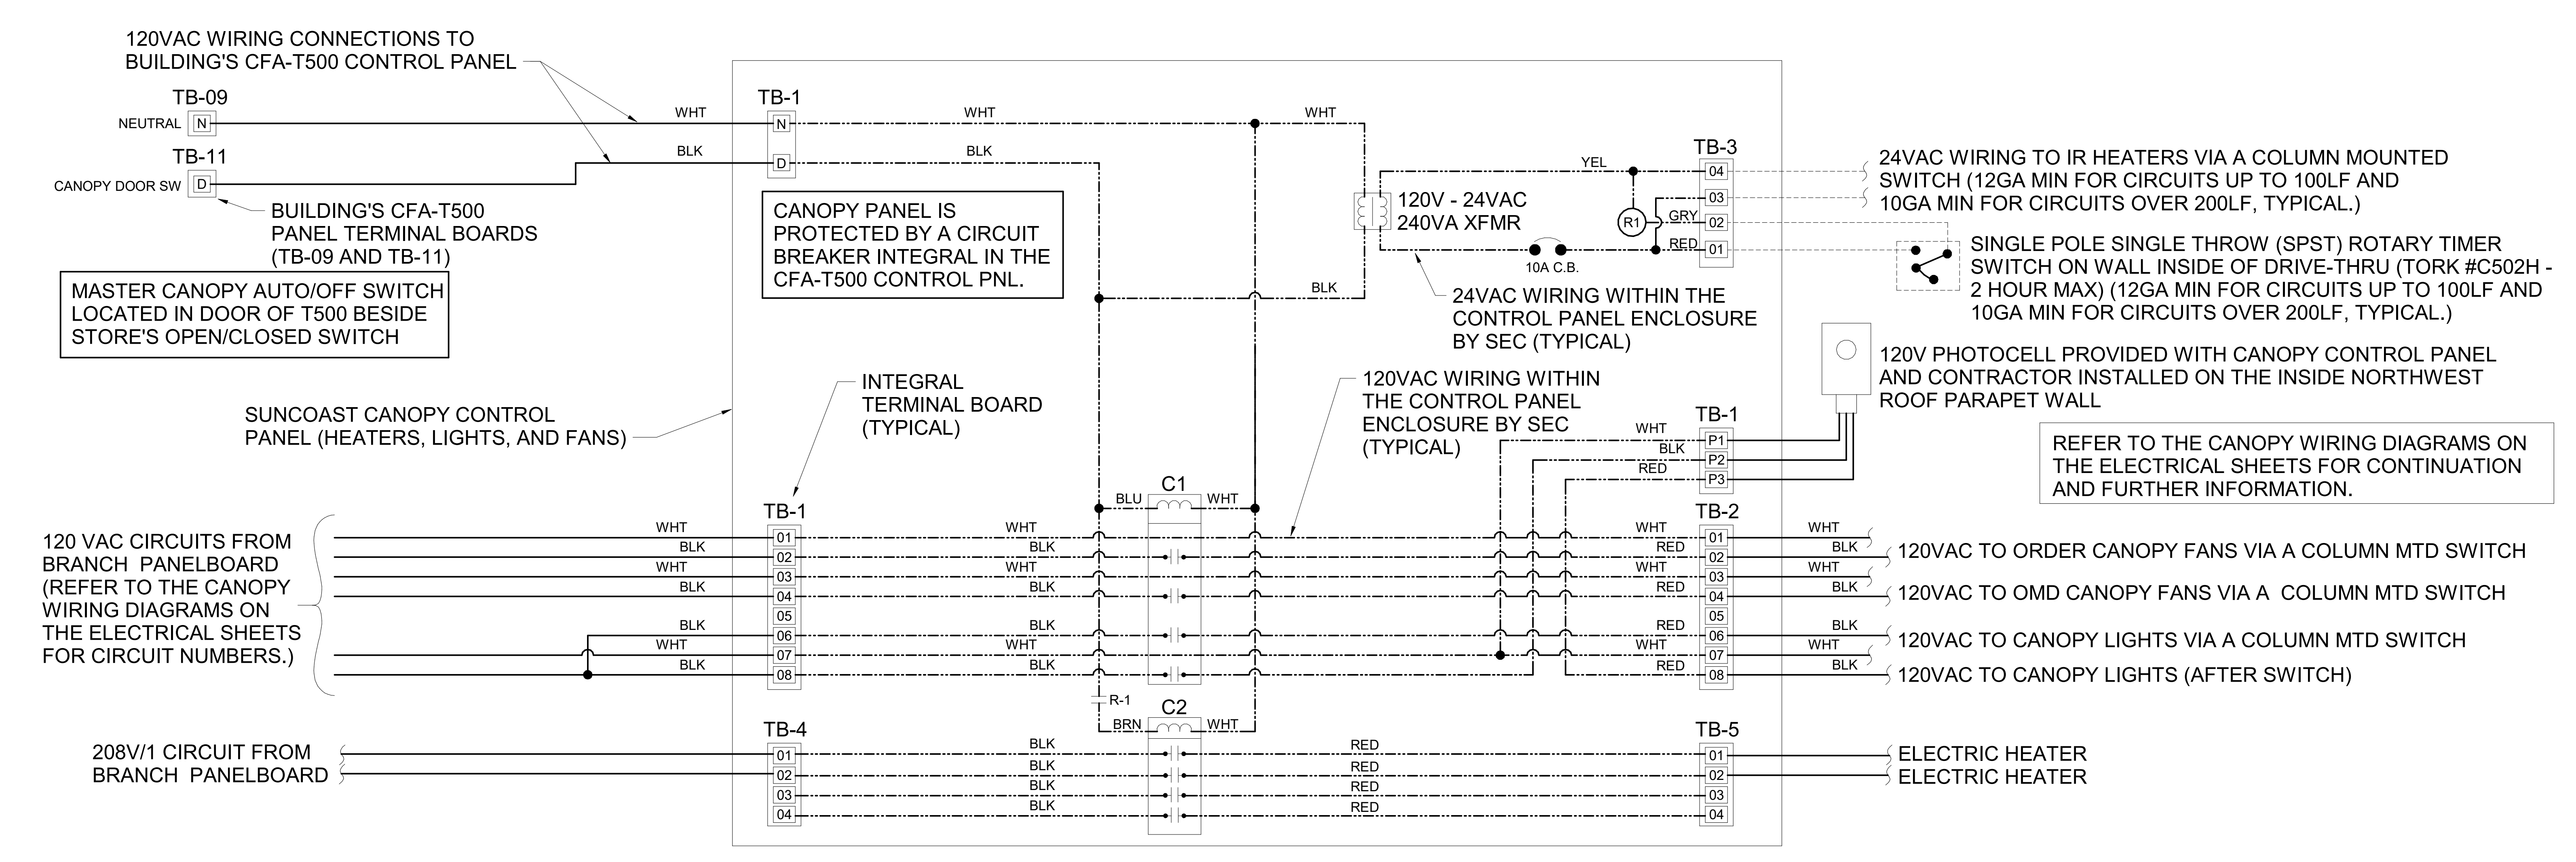 120VAC WIRING CONNECTIONS TO
BUILDING'S CFA-T500 CONTROL PANEL
TB-09
NEUTRAL
N
TB-11
CANOPY DOOR SW
D
BUILDING'S CFA-T500
PANEL TERMINAL BOARDS
(TB-09 AND TB-11)
MASTER CANOPY AUTO/OFF SWITCH
LOCATED IN DOOR OF T500 BESIDE
STORE'S OPEN/CLOSED SWITCH
WHT
BLK
TB-1
N
D
WHT
BLK
WHT
CANOPY PANEL IS
PROTECTED BY A CIRCUIT
BREAKER INTEGRAL IN THE
CFA-T500 CONTROL PNL.
BLK
120V - 24VAC
240VA XFMR
YEL
R1
GRY
RED
10A C.B.
TB-3
04
03
02
01
24VAC WIRING WITHIN THE
CONTROL PANEL ENCLOSURE
BY SEC (TYPICAL)
24VAC WIRING TO IR HEATERS VIA A COLUMN MOUNTED
SWITCH (12GA MIN FOR CIRCUITS UP TO 100LF AND
10GA MIN FOR CIRCUITS OVER 200LF, TYPICAL.)
SINGLE POLE SINGLE THROW (SPST) ROTARY TIMER
SWITCH ON WALL INSIDE OF DRIVE-THRU (TORK #C502H -
2 HOUR MAX) (12GA MIN FOR CIRCUITS UP TO 100LF AND
10GA MIN FOR CIRCUITS OVER 200LF, TYPICAL.)
120V PHOTOCELL PROVIDED WITH CANOPY CONTROL PANEL
AND CONTRACTOR INSTALLED ON THE INSIDE NORTHWEST
ROOF PARAPET WALL
REFER TO THE CANOPY WIRING DIAGRAMS ON
THE ELECTRICAL SHEETS FOR CONTINUATION
AND FURTHER INFORMATION.
SUNCOAST CANOPY CONTROL
PANEL (HEATERS, LIGHTS, AND FANS)
INTEGRAL
TERMINAL BOARD
(TYPICAL)
120VAC WIRING WITHIN
THE CONTROL PANEL
ENCLOSURE BY SEC
(TYPICAL)
TB-1
WHT
P1
BLK
P2
RED
P3
C1
BLU
WHT
120 VAC CIRCUITS FROM
BRANCH PANELBOARD
(REFER TO THE CANOPY
WIRING DIAGRAMS ON
THE ELECTRICAL SHEETS
FOR CIRCUIT NUMBERS.)
WHT
BLK
WHT
BLK
BLK
WHT
BLK
TB-1
01
02
03
04
05
06
07
08
WHT
BLK
WHT
BLK
BLK
WHT
BLK
WHT
RED
WHT
RED
RED
WHT
RED
TB-2
01
02
03
04
05
06
07
08
WHT
BLK
WHT
BLK
BLK
WHT
BLK
120VAC TO ORDER CANOPY FANS VIA A COLUMN MTD SWITCH
120VAC TO OMD CANOPY FANS VIA A COLUMN MTD SWITCH
120VAC TO CANOPY LIGHTS VIA A COLUMN MTD SWITCH
120VAC TO CANOPY LIGHTS (AFTER SWITCH)
R-1
C2
BRN
WHT
208V/1 CIRCUIT FROM
BRANCH PANELBOARD
TB-4
01
02
03
04
BLK
BLK
BLK
BLK
RED
RED
RED
RED
TB-5
01
02
03
04
ELECTRIC HEATER
ELECTRIC HEATER